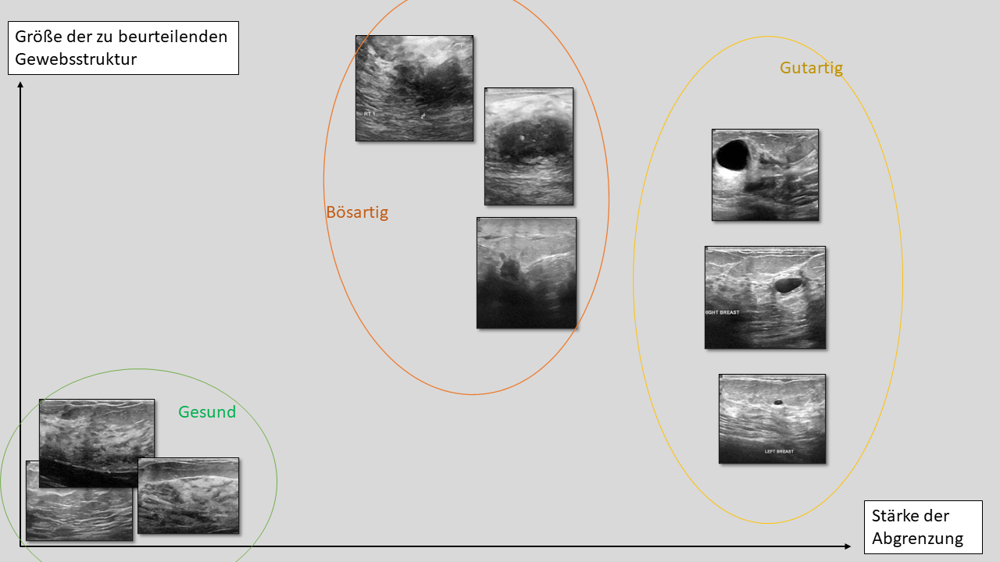 Größe der zu beurteilenden
Gewebsstruktur
Gutartig
RT 1
Bösartig
RIGHT BREAST
Gesund
LEFT BREAST
Stärke der
Abgrenzung